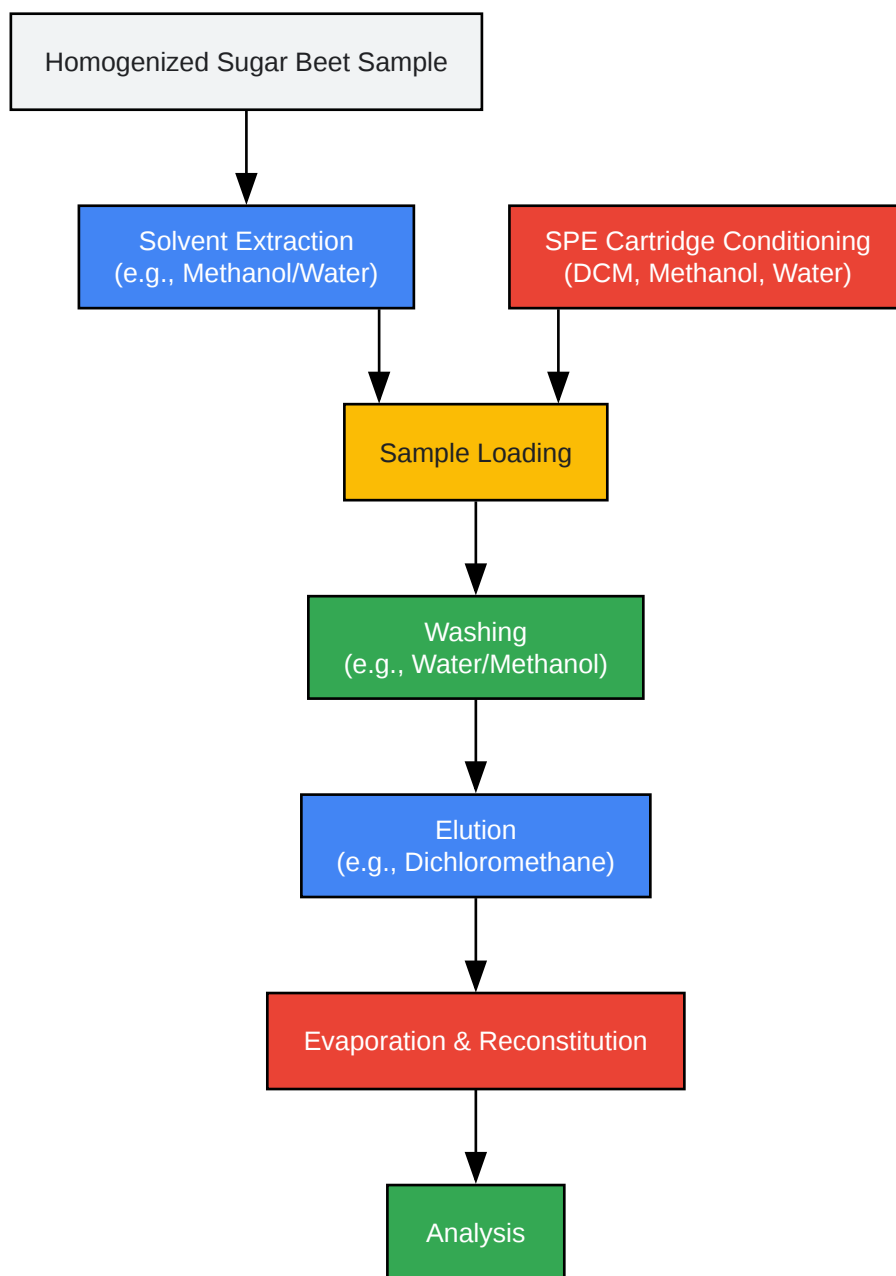 Homogenized Sugar Beet Sample
Solvent Extraction
(e.g., Methanol/Water)
SPE Cartridge Conditioning
(DCM, Methanol, Water)
Sample Loading
Washing
(e.g., Water/Methanol)
Elution
(e.g., Dichloromethane)
Evaporation & Reconstitution
Analysis